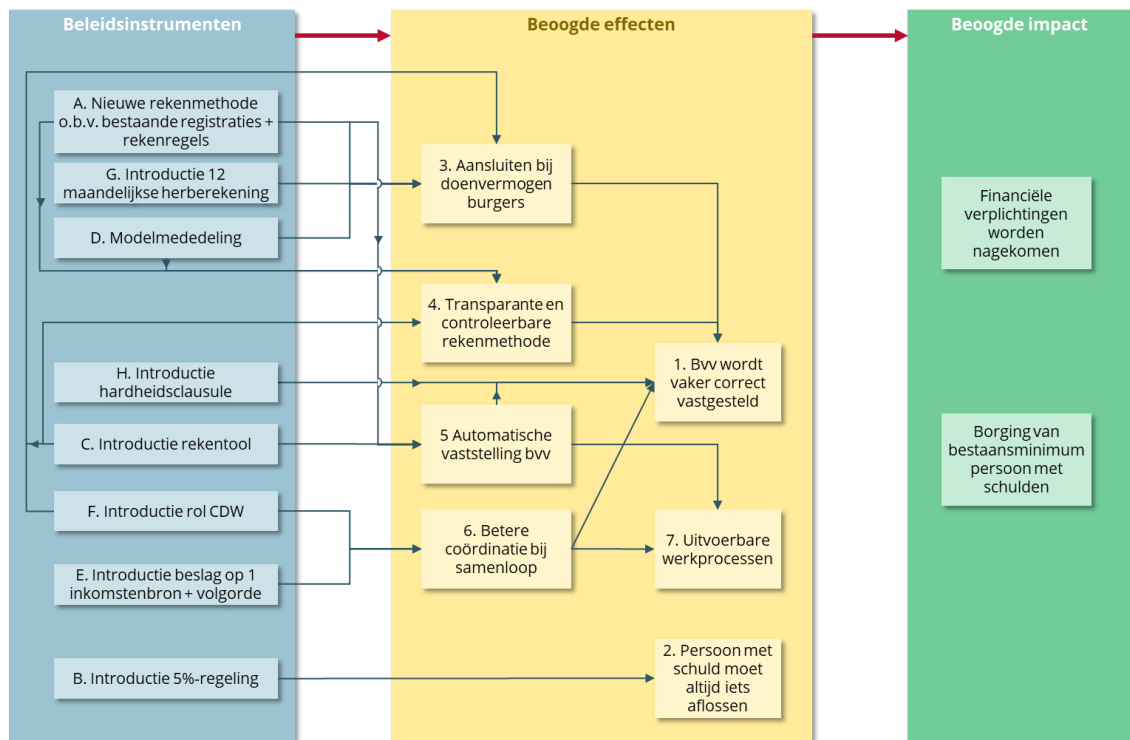 Beleidsinstrumenten
A. Nieuwe rekenmethode
o.b.v. bestaande registraties +
rekenregels
G. Introductie 12
maandelijkse herberekening
D. Modelmededeling
H. Introductie
hardheidsclausule
C. Introductie rekentool
F. Introductie rol CDW
E. Introductie beslag op 1
inkomstenbron + volgorde
B. Introductie 5%-regeling
Beoogde effecten
3. Aansluiten bij
doenvermogen
burgers
4. Transparante en
controleerbare
rekenmethode
5 Automatische
vaststelling bvv
6. Betere
coördinatie bij
samenloop
1. Bvv wordt
vaker correct
vastgesteld
7. Uitvoerbare
werkprocessen
2. Persoon met
schuld moet
altijd iets
aflossen
Beoogde impact
Financiële
verplichtingen
worden
nagekomen
Borging van
bestaansminimum
persoon met
schulden